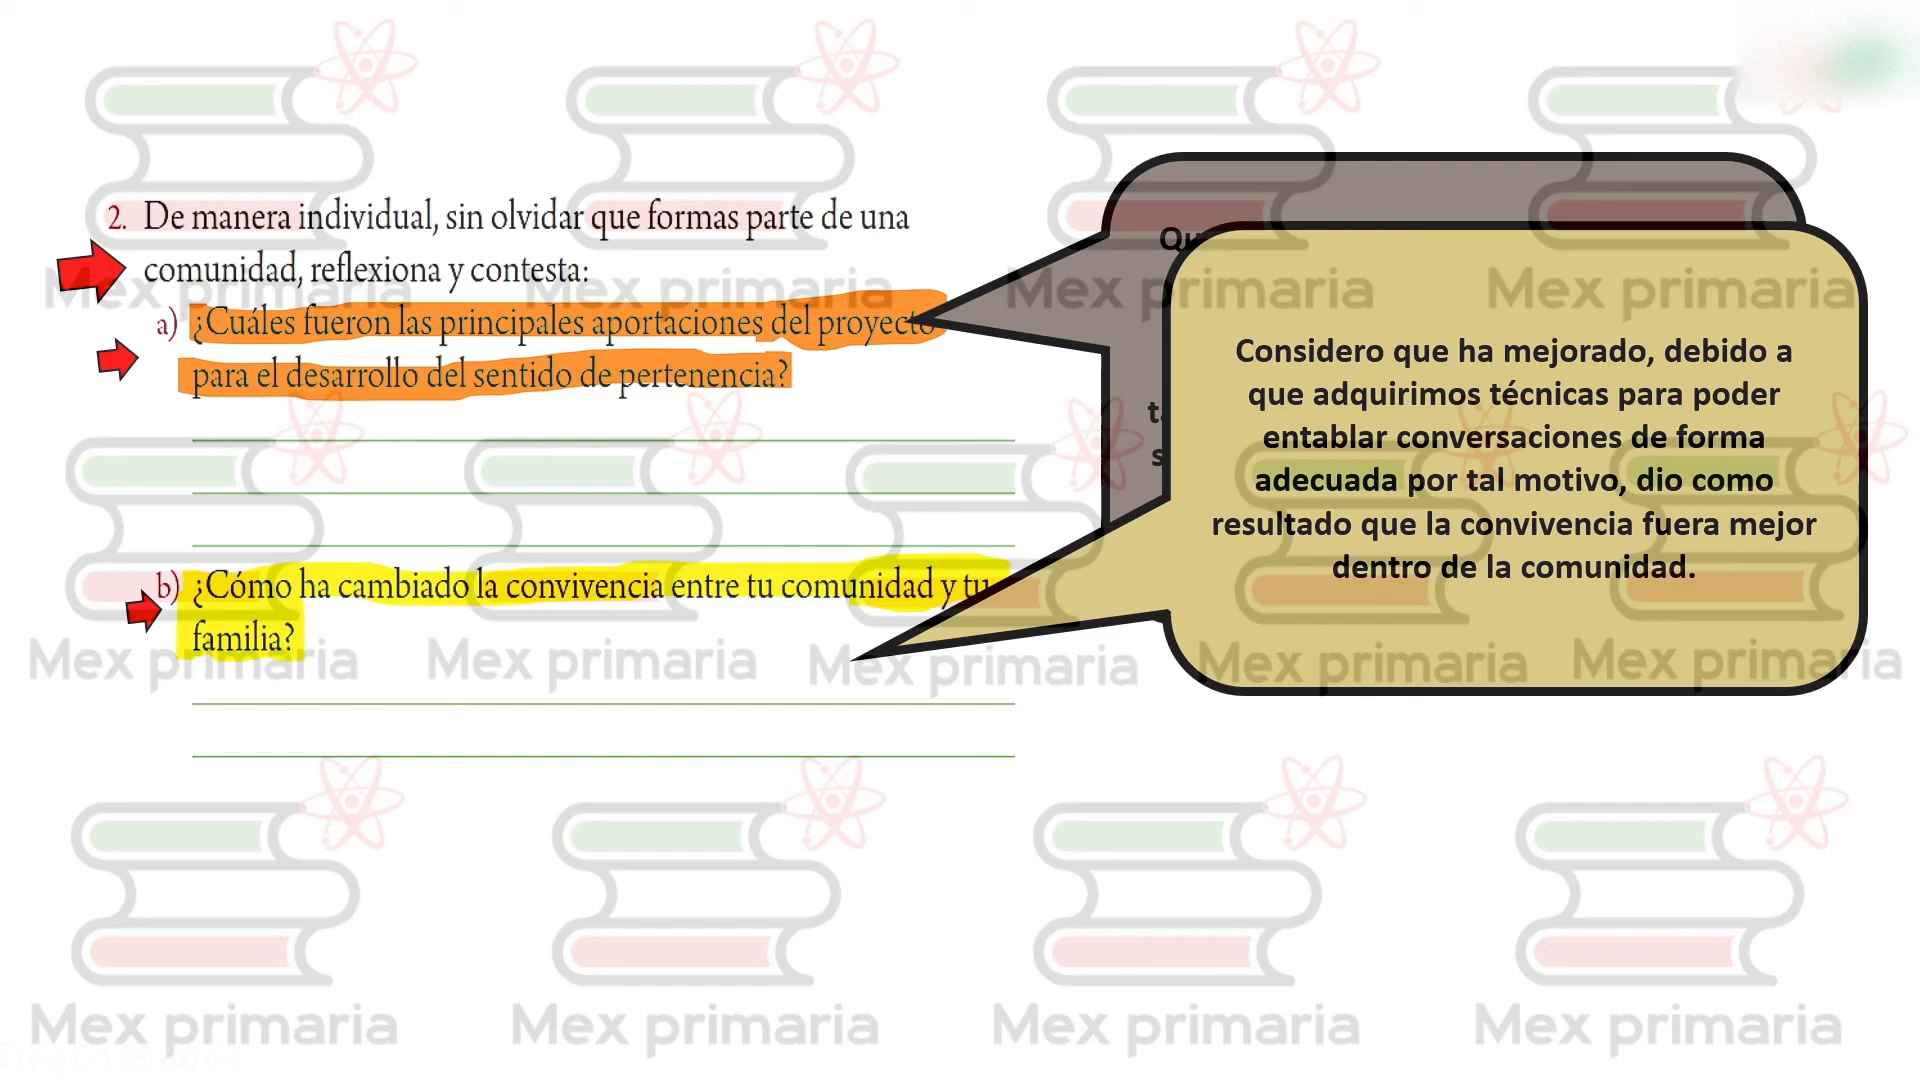 2. De manera individual, sin olvidar que formas parte de una
comunidad, reflexiona y contesta:
a) ¿Cuáles fueron las principales aportaciones del proyecto
para el desarrollo del sentido de pertenencia?
b) ¿Cómo ha cambiado la convivencia entre tu comunidad y tu
familia?
Considero que ha mejorado, debido a
que adquirimos técnicas para poder
entablar conversaciones de forma
adecuada por tal motivo, dio como
resultado que la convivencia fuera mejor
dentro de la comunidad.
Mex primaria
Mex primaria
Mex primaria
Mex primaria
Mex primaria
Mex primaria
Mex primaria
Mex primaria
Mex primaria
Mex primaria
Mex primaria
Mex primaria
Mex primaria